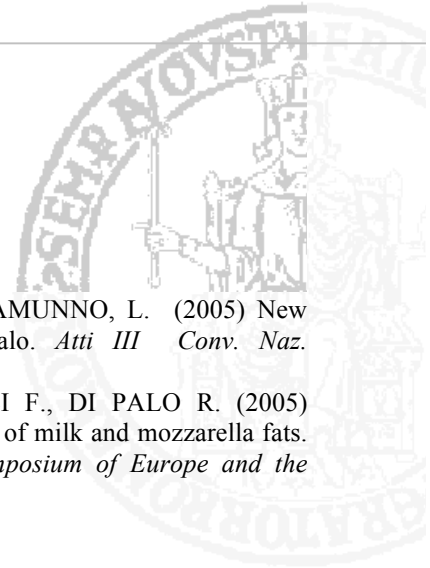 AMUNNO, L. (2005) New
alo. Atti III Conv. Naz.
I F., DI PALO R. (2005)
of milk and mozzarella fats.
mposium of Europe and the